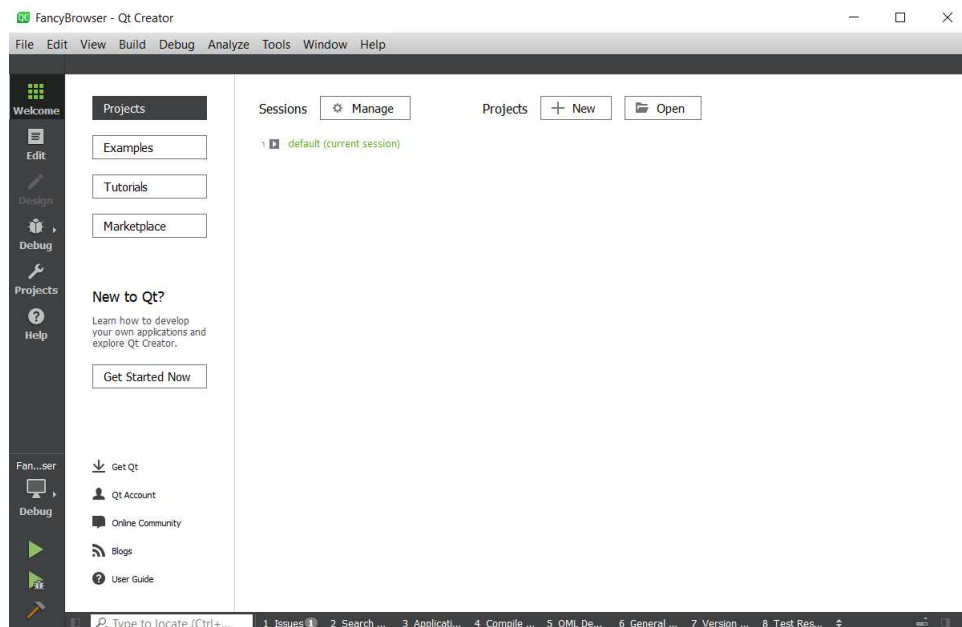 FancyBrowser - Qt Creator
File Edit View Build Debug Analyze Tools Window Help
Welcome
Edit
Design
Debug
Projects
Help
Projects
Examples
Tutorials
Marketplace
New to Qt?
Learn how to develop
your own applications and
explore Qt Creator.
Get Started Now
Get Qt
Qt Account
Online Community
Blogs
User Guide
Sessions Manage
1 default (current session)
Projects New Open
Fan...ser
Debug
Type to locate (Ctrl+...
1 Issues 1 2 Search ... 3 Applicati... 4 Compile ... 5 QML De... 6 General ... 7 Version ... 8 Test Res...